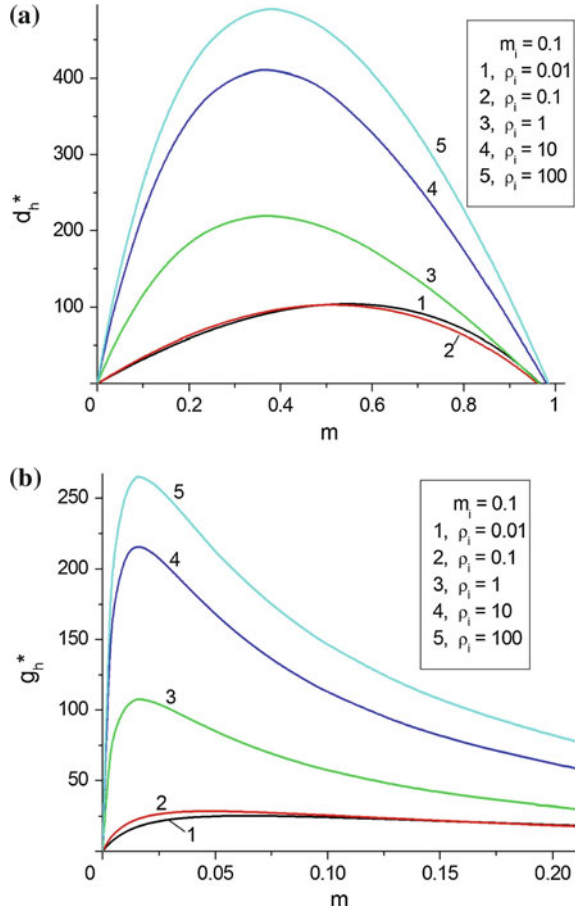 (a)
400
300
200
100
0
0.2
0.4
0.6
0.8
1
d_h*
m
m_i = 0.1
1, ρ_i = 0.01
2, ρ_i = 0.1
3, ρ_i = 1
4, ρ_i = 10
5, ρ_i = 100
5
4
3
1
2
(b)
250
200
150
100
50
0
0.05
0.10
0.15
0.20
g_h*
m
m_i = 0.1
1, ρ_i = 0.01
2, ρ_i = 0.1
3, ρ_i = 1
4, ρ_i = 10
5, ρ_i = 100
5
4
3
2
1